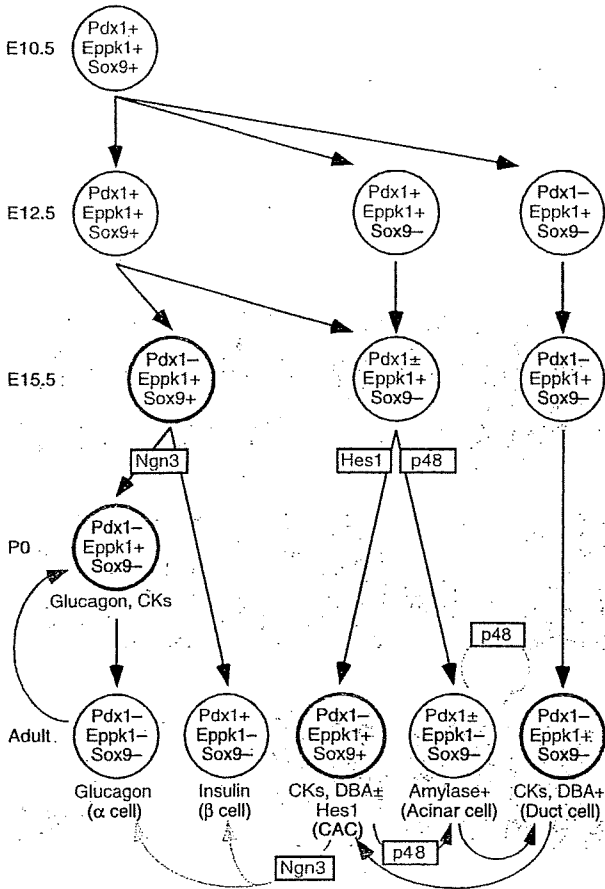 E10.5
Pdx1+
Eppk1+
Sox9+
E12.5
Pdx1+
Eppk1+
Sox9+
Pdx1+
Eppk1+
Sox9−
Pdx1−
Eppk1+
Sox9−
E15.5
Pdx1−
Eppk1+
Sox9+
Pdx1±
Eppk1+
Sox9−
Pdx1−
Eppk1+
Sox9−
Ngn3
Hes1
p48
P0
Pdx1−
Eppk1+
Sox9−
Glucagon, CKs
p48
Adult
Pdx1−
Eppk1−
Sox9−
Glucagon
(α cell)
Pdx1+
Eppk1−
Sox9−
Insulin
(β cell)
Pdx1−
Eppk1+
Sox9+
CKs, DBA±
Hes1
(CAC)
Pdx1±
Eppk1−
Sox9−
Amylase+
(Acinar cell)
Pdx1−
Eppk1+
Sox9−
CKs, DBA+
(Duct cell)
Ngn3
p48